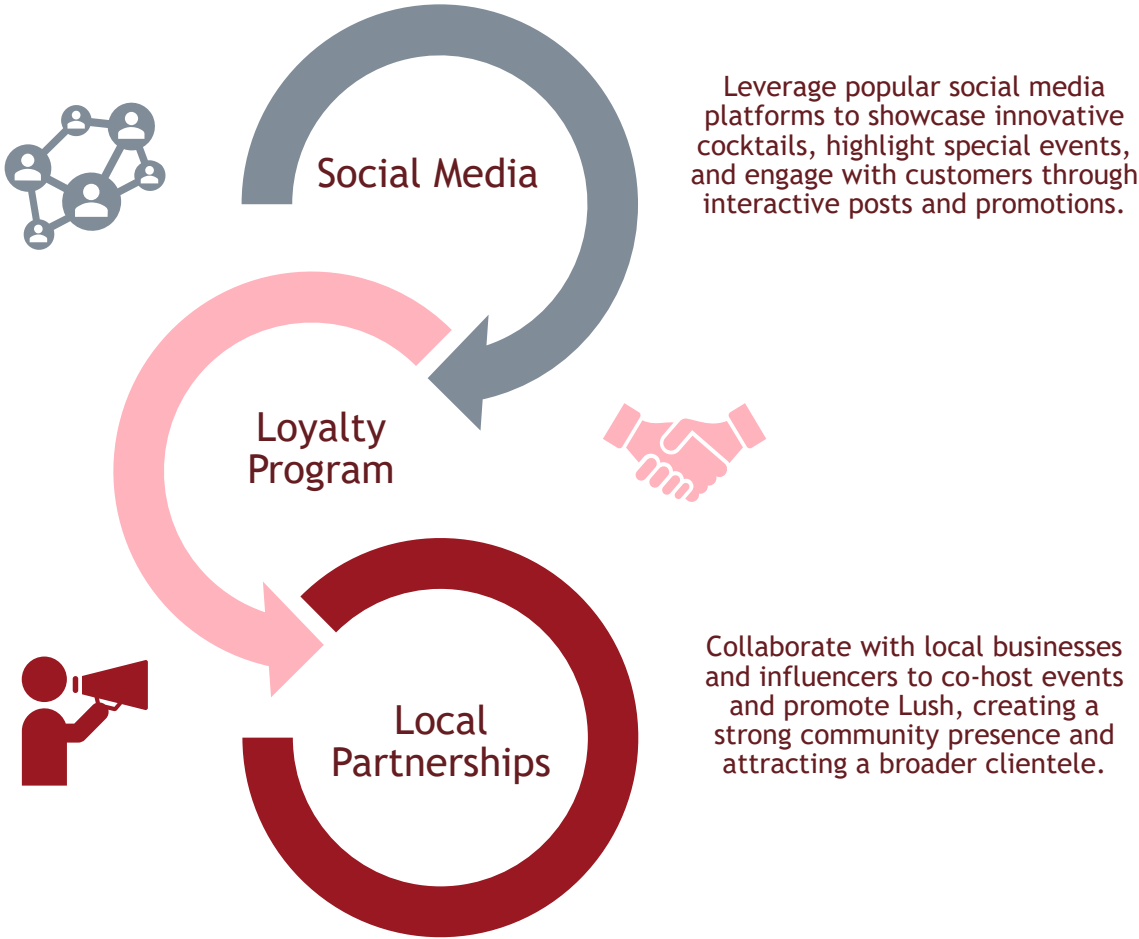 Social Media
Leverage popular social media
platforms to showcase innovative
cocktails, highlight special events,
and engage with customers through
interactive posts and promotions.
Loyalty
Program
Local
Partnerships
Collaborate with local businesses
and influencers to co-host events
and promote Lush, creating a
strong community presence and
attracting a broader clientele.